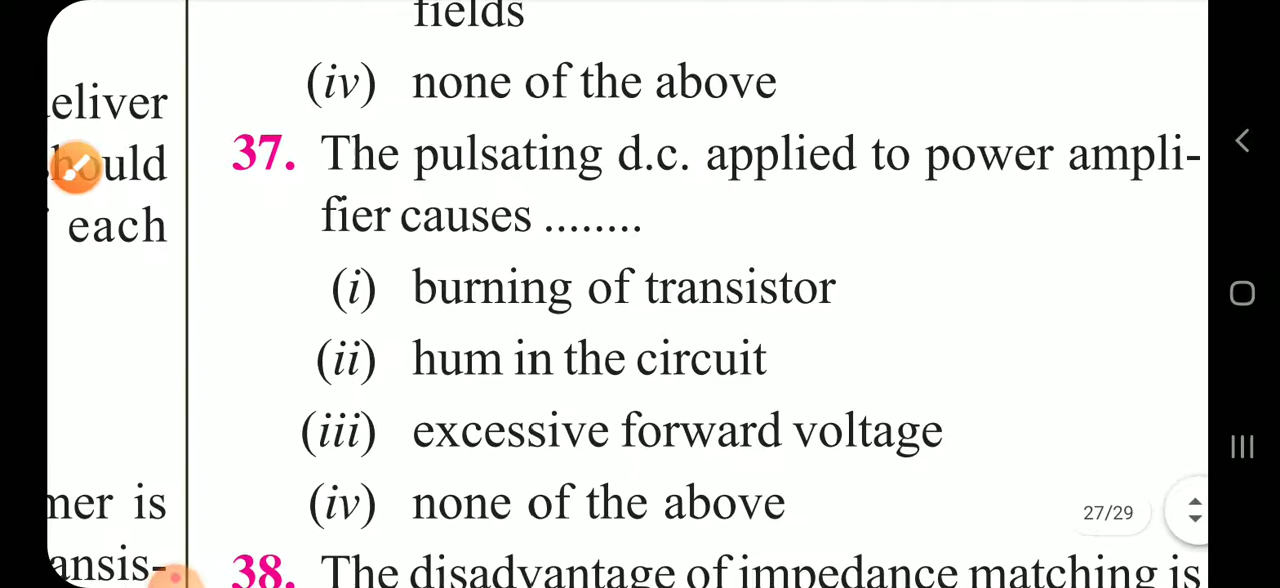 fields
(iv) none of the above
eliver
ould
each
37. The pulsating d.c. applied to power ampli-
fier causes ........
(i) burning of transistor
(ii) hum in the circuit
(iii) excessive forward voltage
(iv) none of the above
mer is
ansis-
27/29
38. The disadvantage of impedance matching is